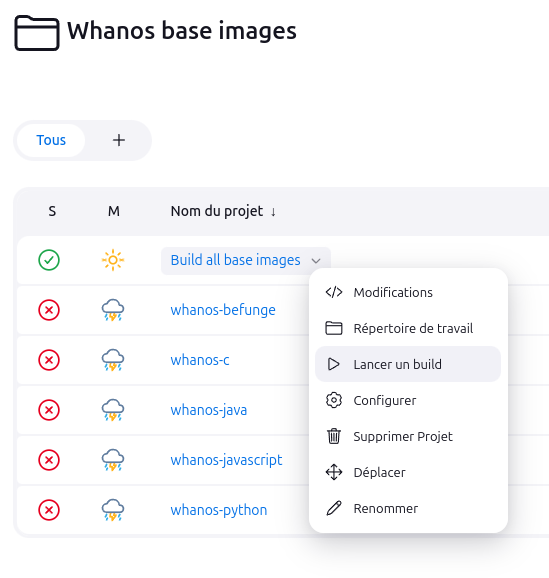 Whanos base images
Tous +
S M Nom du projet ↓
Build all base images
whanos-befunge
whanos-c
whanos-java
whanos-javascript
whanos-python
Modifications
Répertoire de travail
Lancer un build
Configurer
Supprimer Projet
Déplacer
Renommer